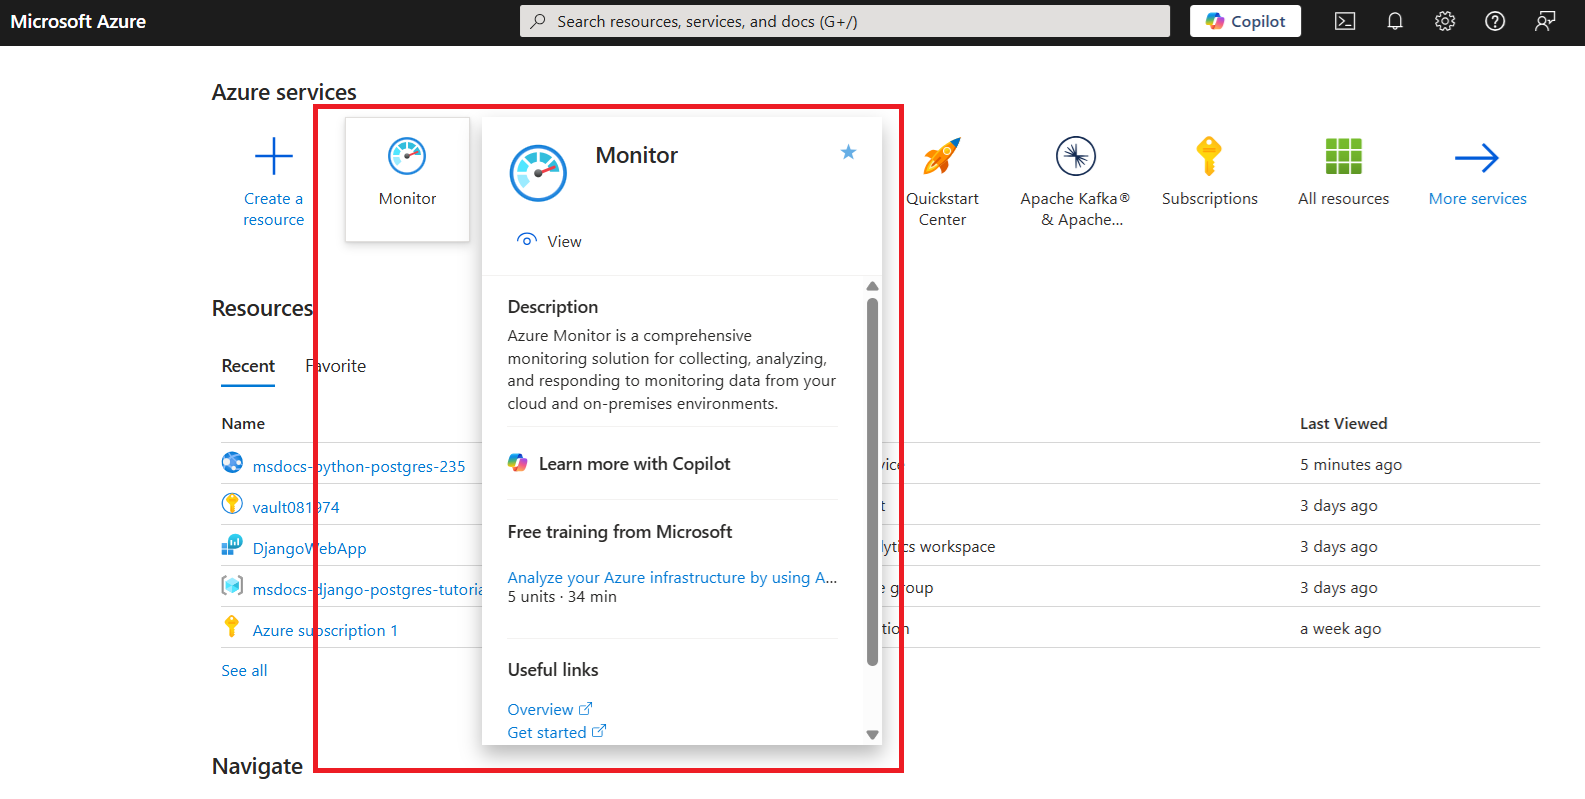 Microsoft Azure
Search resources, services, and docs (G+/)
Copilot
Azure services
Create a
resource
Monitor
Monitor
View
Quickstart
Center
Apache Kafka®
& Apache...
Subscriptions
All resources
More services
Description
Azure Monitor is a comprehensive
monitoring solution for collecting, analyzing,
and responding to monitoring data from your
cloud and on-premises environments.
Learn more with Copilot
Free training from Microsoft
Analyze your Azure infrastructure by using A...
5 units · 34 min
Useful links
Overview
Get started
Resources
Recent
Favorite
Name
Last Viewed
msdocs-python-postgres-235
vice
5 minutes ago
vault081974
t
3 days ago
DjangoWebApp
lytics workspace
3 days ago
msdocs-django-postgres-tutoria
e group
3 days ago
Azure subscription 1
tion
a week ago
See all
Navigate